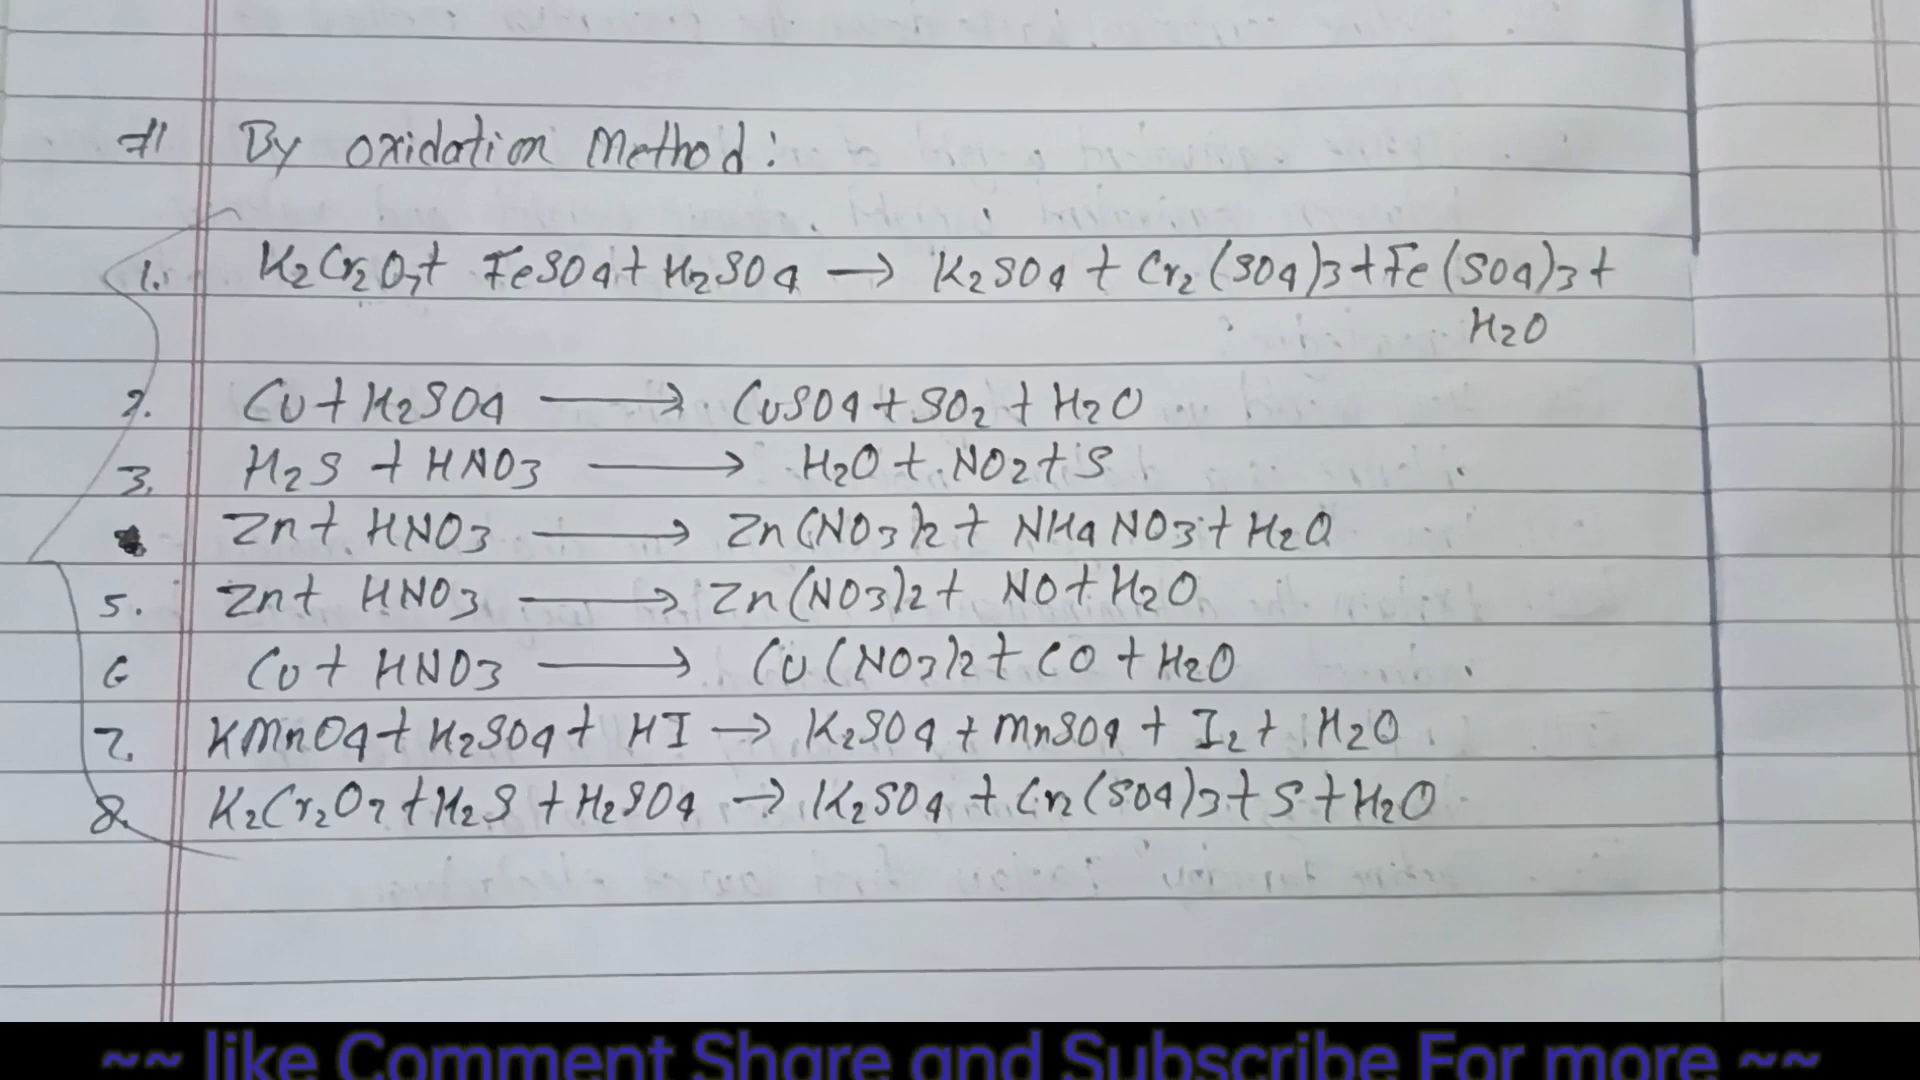 # By oxidation Method:
1. K2Cr2O7+ FeSO4+ H2SO4 → K2SO4 + Cr2(SO4)3+Fe(SO4)3+
H2O
2. Cu+H2SO4 → CuSO4+SO2+H2O
3. H2S + HNO3 → H2O+ NO2+S
Zn+ HNO3 → Zn(NO3)2+ NH4NO3+H2O
5. Zn+ HNO3 → Zn(NO3)2+ NO+H2O
6 Cu+ HNO3 → Cu(NO3)2+CO+H2O
7. KMnO4+H2SO4+ HI → K2SO4+MnSO4+ I2+ H2O
8. K2Cr2O7+H2S+H2SO4 → K2SO4+Cr2(SO4)3+S+H2O
~~ like Comment Share and Subscribe For more ~~